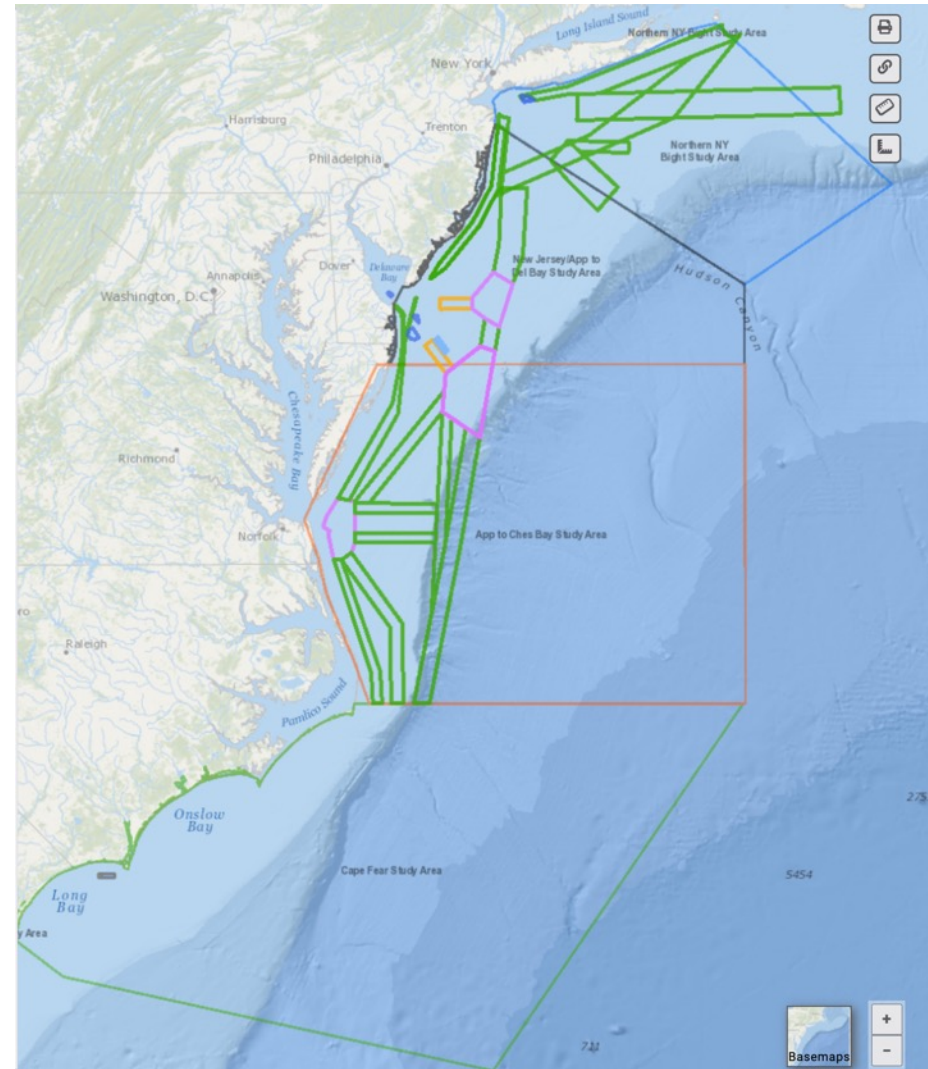 Long Island Sound
Northern NY Bight Study Area
New York
Harrisburg
Trenton
Northern NY
Bight Study Area
Philadelphia
New Jersey/App to
Del Bay Study Area
Dover
Delaware
Bay
Annapolis
Washington, D.C.
Hudson Canyon
Chesapeake Bay
Richmond
Norfolk
App to Ches Bay Study Area
ro
Raleigh
Pamlico Sound
275
Onslow
Bay
Cape Fear Study Area
5454
Long
Bay
y Area
Basemaps
+
−